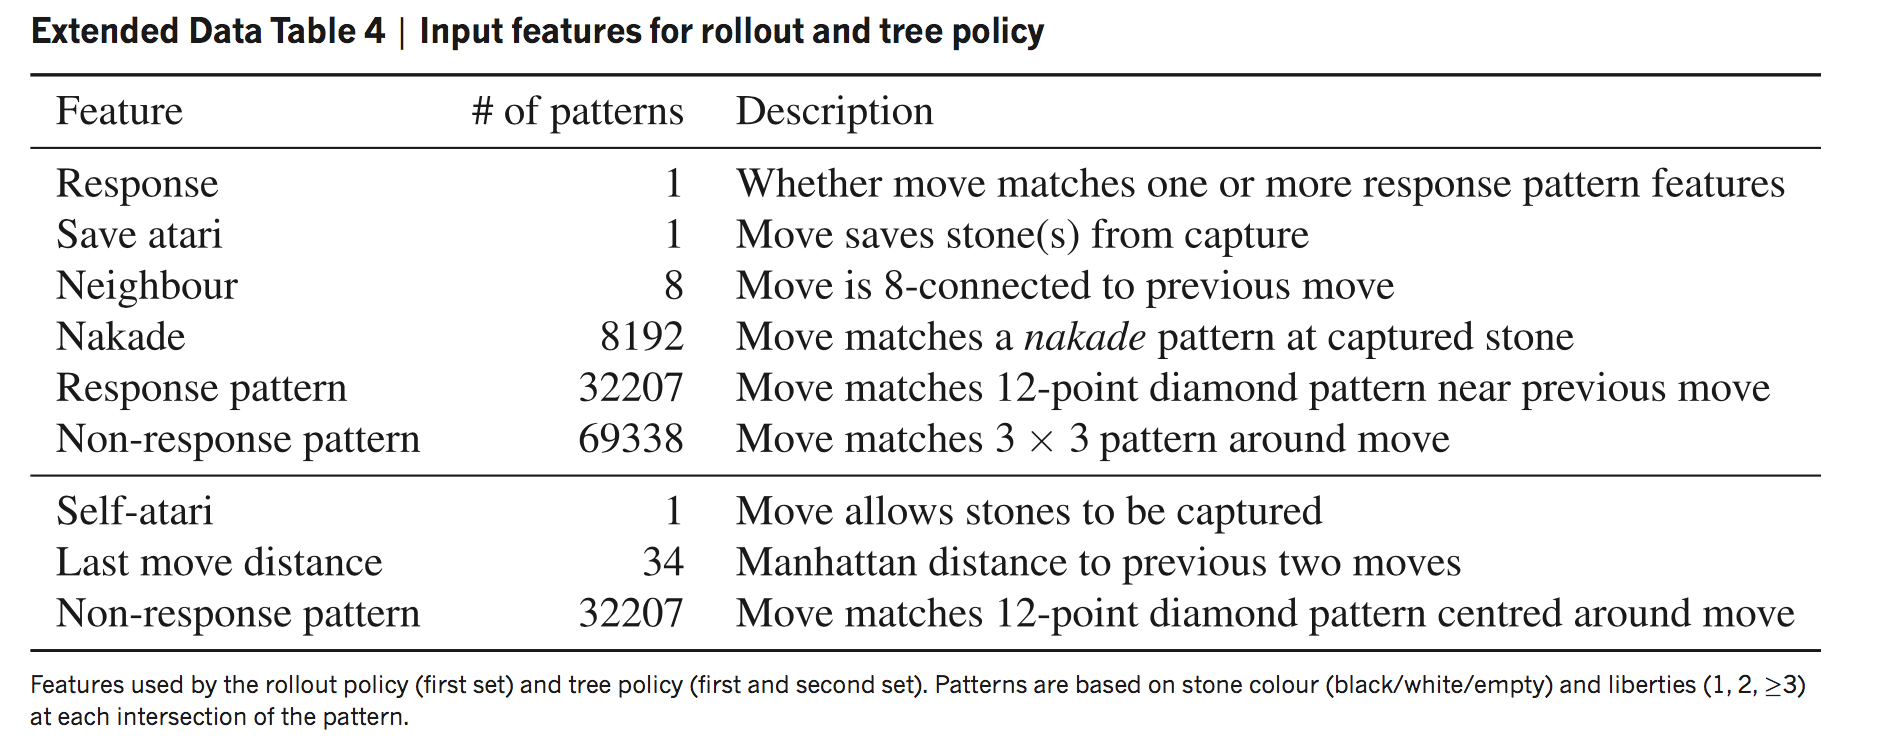 Extended Data Table 4 | Input features for rollout and tree policy
Feature # of patterns Description
Response 1 Whether move matches one or more response pattern features
Save atari 1 Move saves stone(s) from capture
Neighbour 8 Move is 8-connected to previous move
Nakade 8192 Move matches a nakade pattern at captured stone
Response pattern 32207 Move matches 12-point diamond pattern near previous move
Non-response pattern 69338 Move matches 3 × 3 pattern around move
Self-atari 1 Move allows stones to be captured
Last move distance 34 Manhattan distance to previous two moves
Non-response pattern 32207 Move matches 12-point diamond pattern centred around move
Features used by the rollout policy (first set) and tree policy (first and second set). Patterns are based on stone colour (black/white/empty) and liberties (1, 2, ≥3)
at each intersection of the pattern.